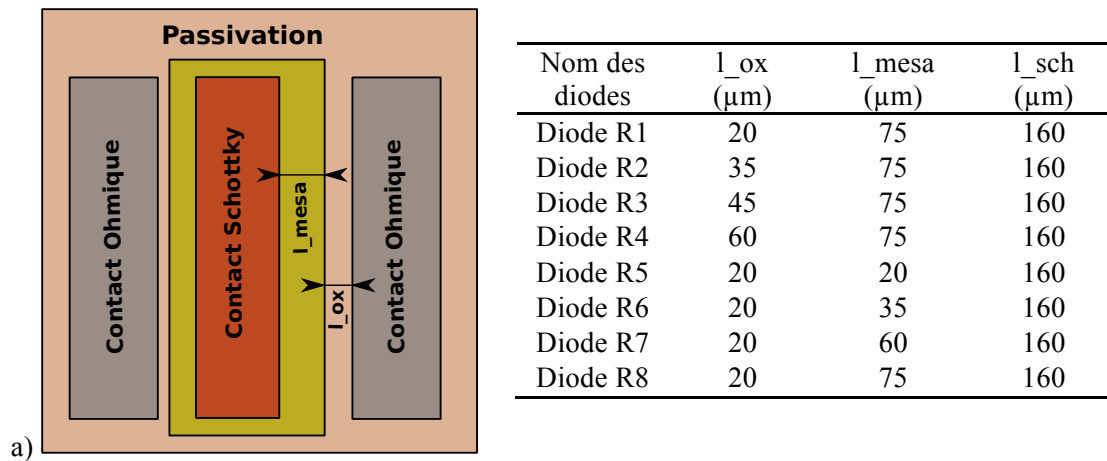 Passivation
Contact Ohmique
Contact Schottky
l_mesa
l_ox
Contact Ohmique
a)
Nom des diodes l_ox (µm) l_mesa (µm) l_sch (µm)
Diode R1 20 75 160
Diode R2 35 75 160
Diode R3 45 75 160
Diode R4 60 75 160
Diode R5 20 20 160
Diode R6 20 35 160
Diode R7 20 60 160
Diode R8 20 75 160